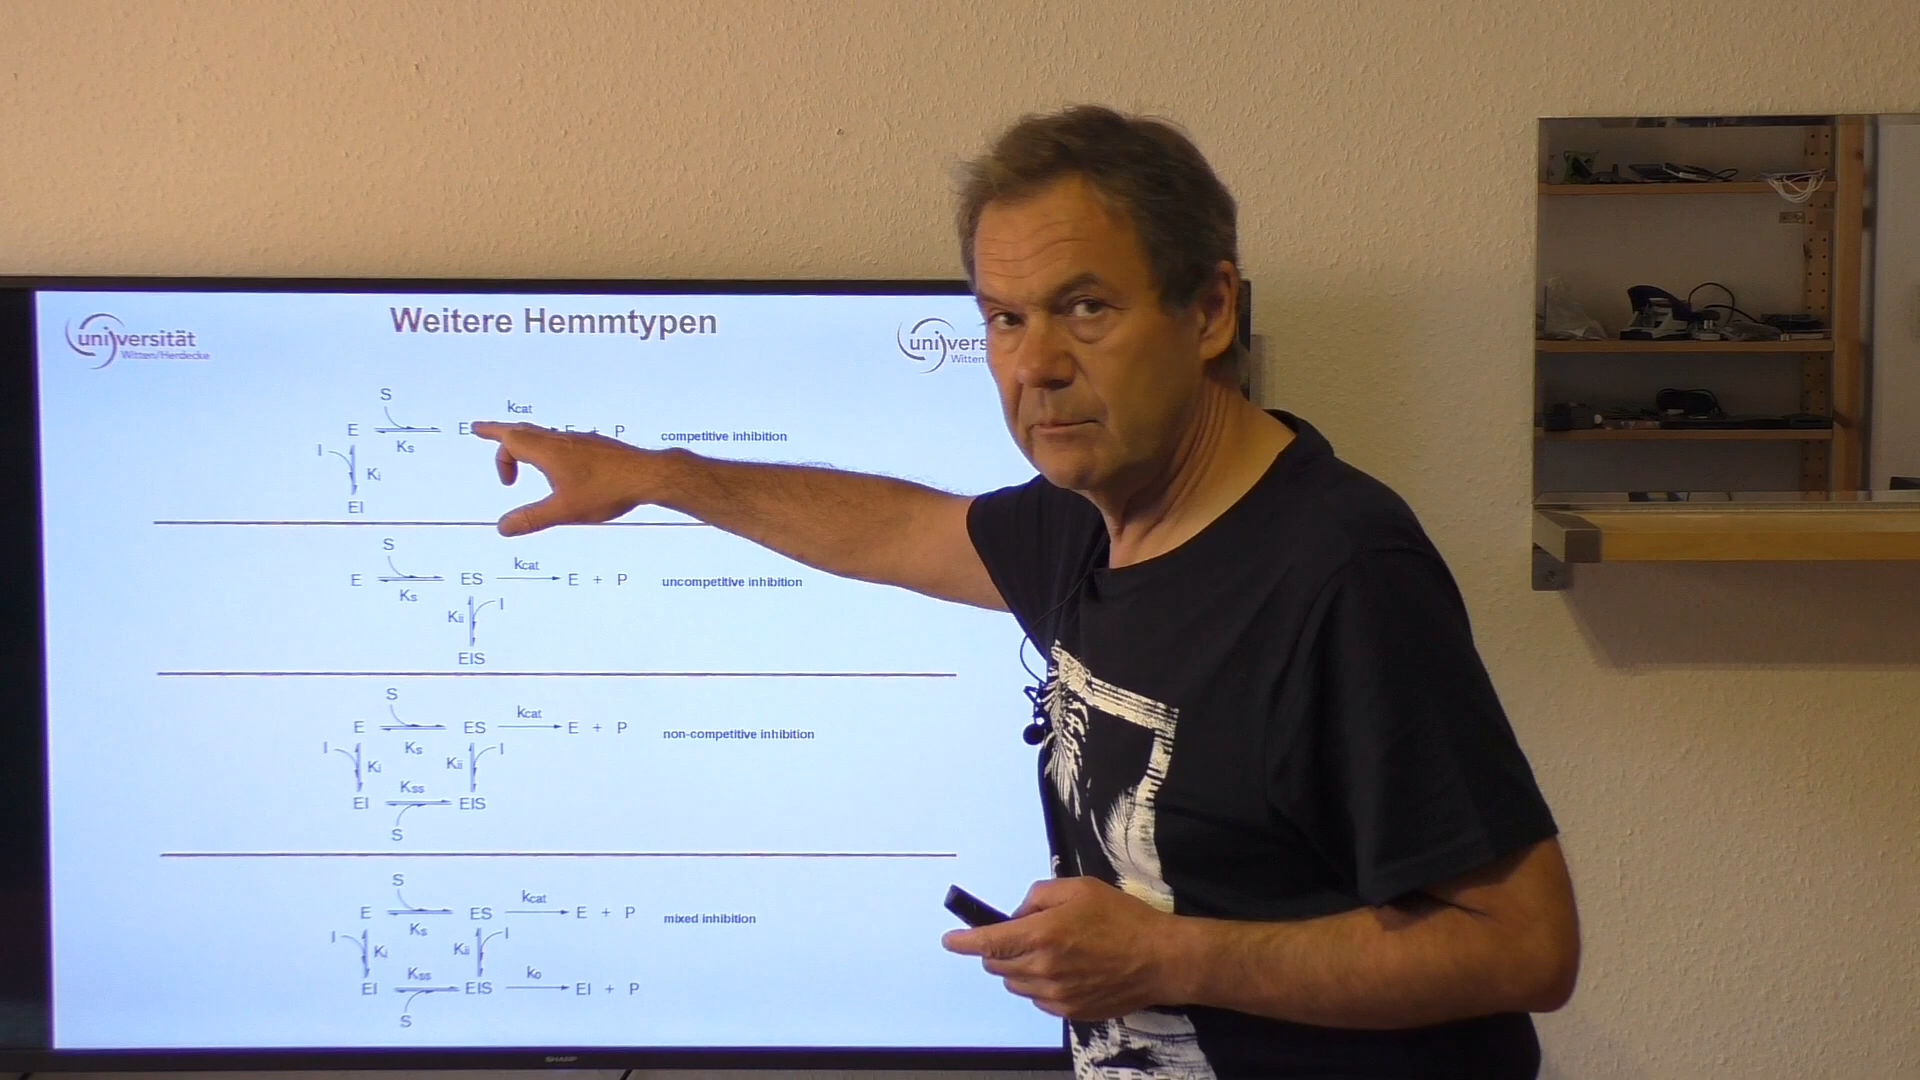 Weitere Hemmtypen
universität
Witten/Herdecke
univers
Witten
S
kcat
E
ES
E + P
competitive inhibition
Ks
I
Ki
EI
S
kcat
E
ES
E + P
uncompetitive inhibition
Ks
Kii
I
EIS
S
kcat
E
ES
E + P
non-competitive inhibition
I
Ks
I
Ki
Kii
Kss
EI
EIS
S
S
kcat
E
ES
E + P
mixed inhibition
Ks
I
I
Ki
Kii
Kss
ko
EI
EIS
EI + P
S
SHARP